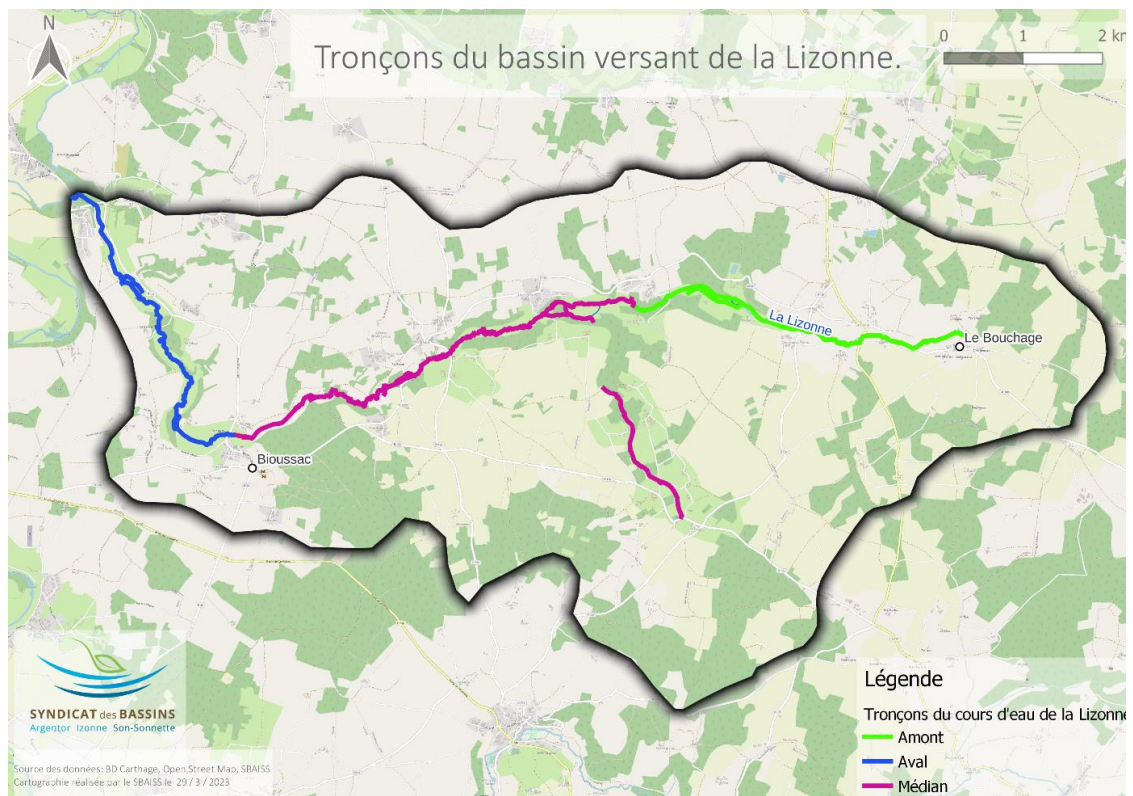 N
Tronçons du bassin versant de la Lizonne.
0 1 2 km
La Lizonne
Le Bouchage
Bioussac
SYNDICAT des BASSINS
Argentor Izonne Son-Sonnette
Source des données: BD Carthage, Open Street Map, SBAISS
Cartographie réalisée par le SBAISS le: 29 / 3 / 2023
Légende
Tronçons du cours d'eau de la Lizonne
Amont
Aval
Médian